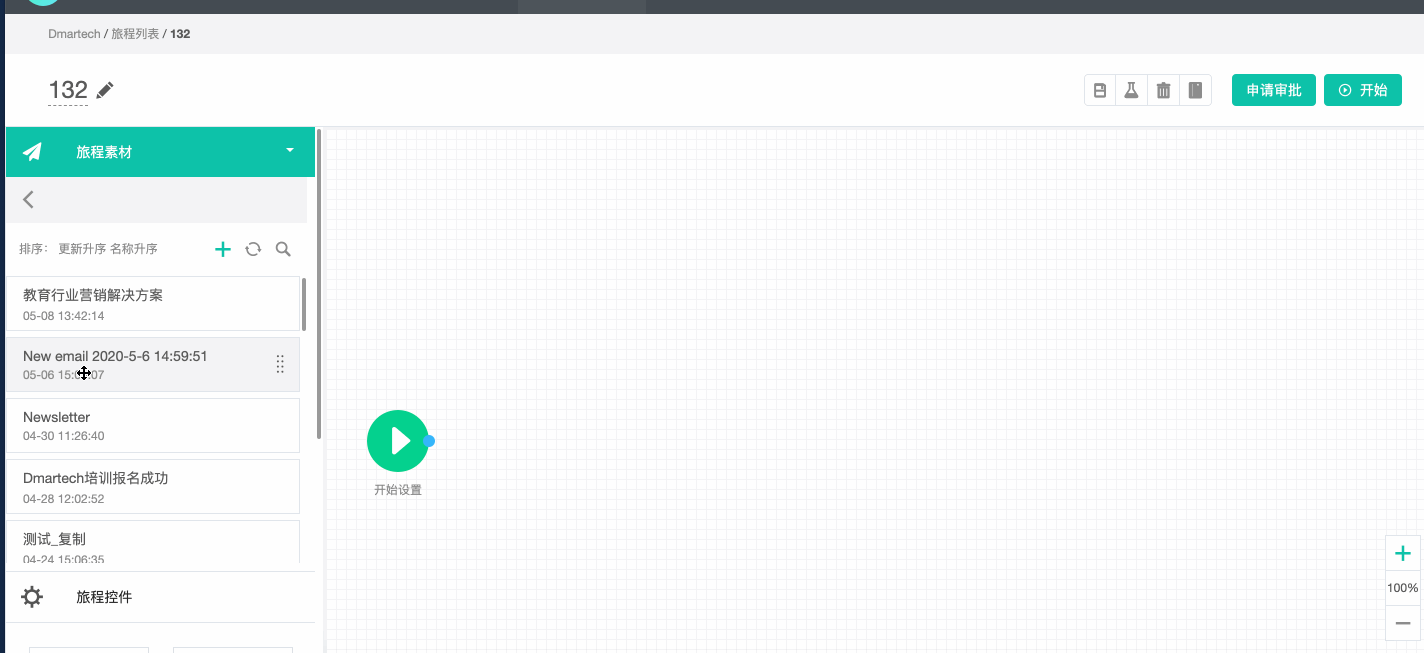 Dmartech / 旅程列表 / 132
132
申请审批
开始
旅程素材
排序： 更新升序 名称升序
教育行业营销解决方案
05-08 13:42:14
New email 2020-5-6 14:59:51
05-06 15:07
Newsletter
04-30 11:26:40
Dmartech培训报名成功
04-28 12:02:52
测试_复制
04-24 15:06:35
旅程控件
开始设置
100%